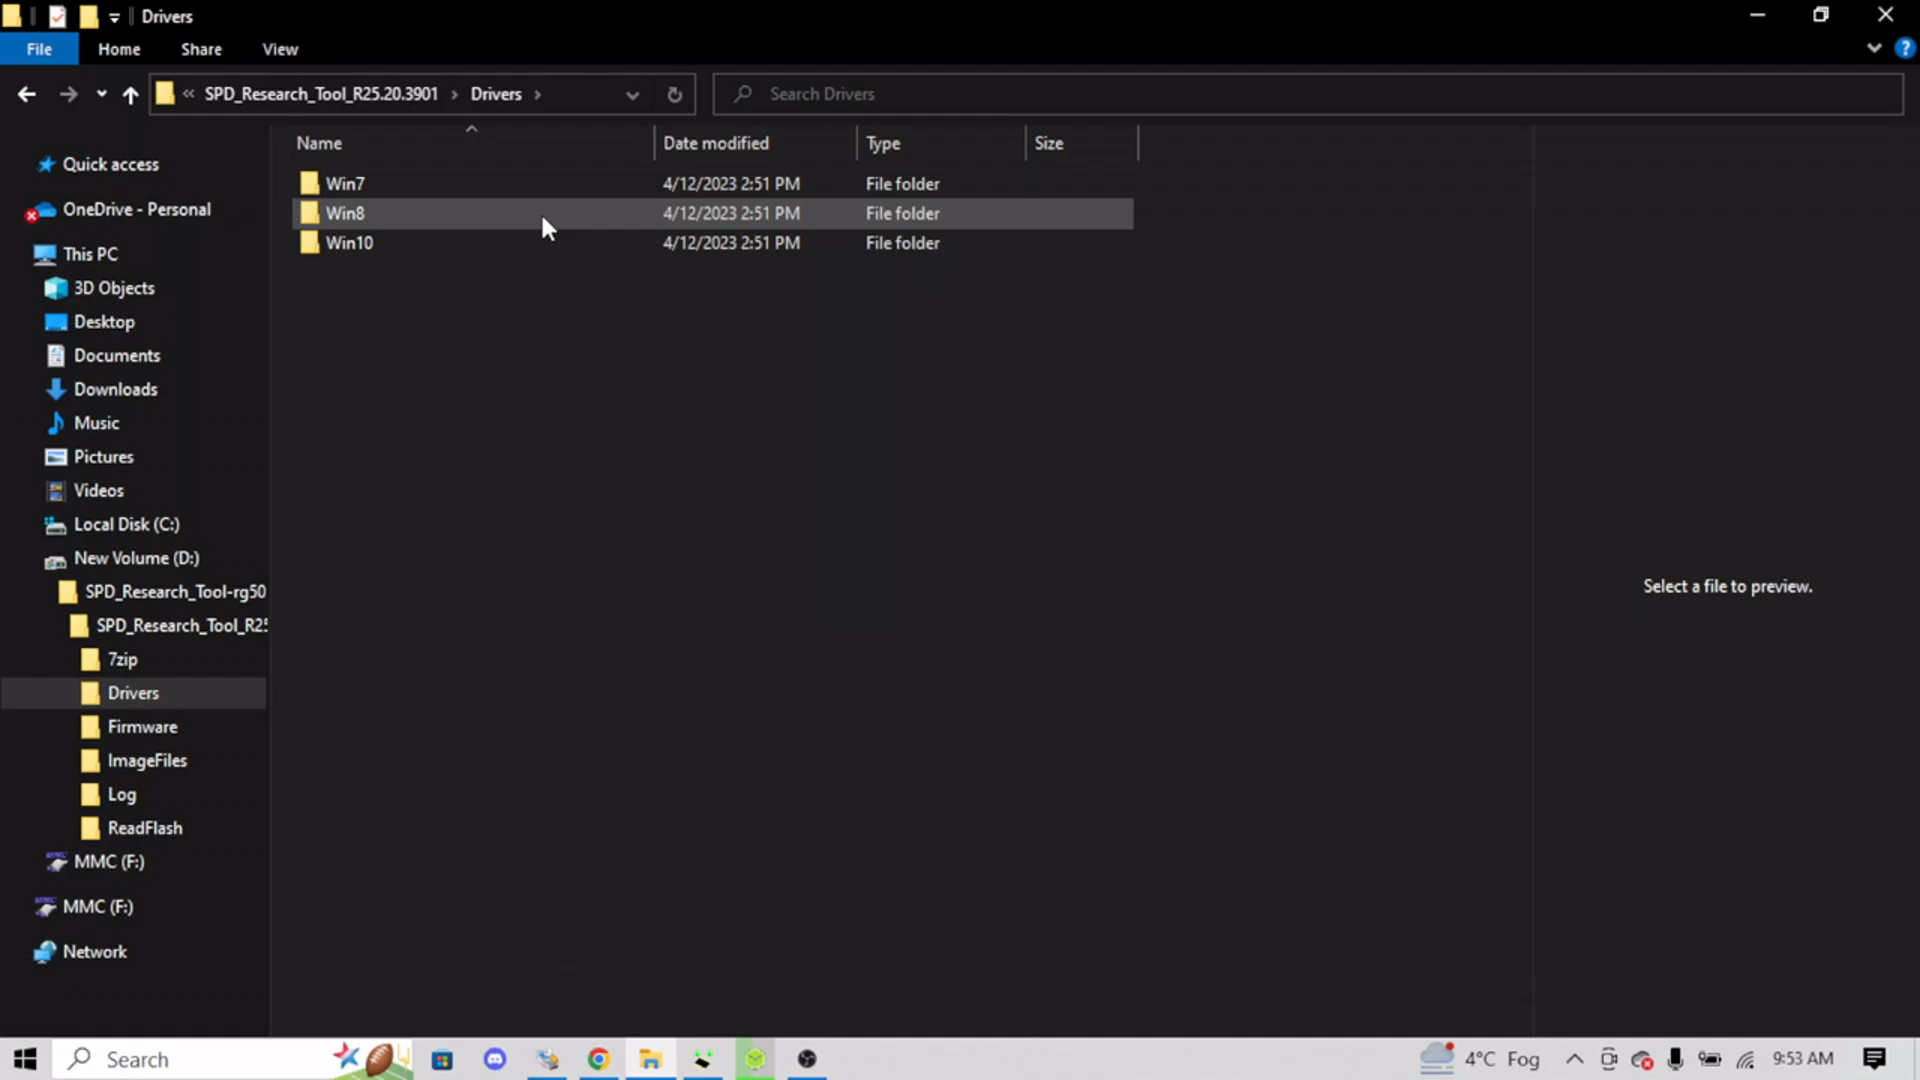 Drivers
File Home Share View
« SPD_Research_Tool_R25.20.3901 > Drivers > Search Drivers
Name Date modified Type Size
Win7 4/12/2023 2:51 PM File folder
Win8 4/12/2023 2:51 PM File folder
Win10 4/12/2023 2:51 PM File folder
Quick access
OneDrive - Personal
This PC
3D Objects
Desktop
Documents
Downloads
Music
Pictures
Videos
Local Disk (C:)
New Volume (D:)
SPD_Research_Tool-rg50
SPD_Research_Tool_R25
7zip
Drivers
Firmware
ImageFiles
Log
ReadFlash
MMC (F:)
MMC (F:)
Network
Select a file to preview.
Search 4°C Fog 9:53 AM